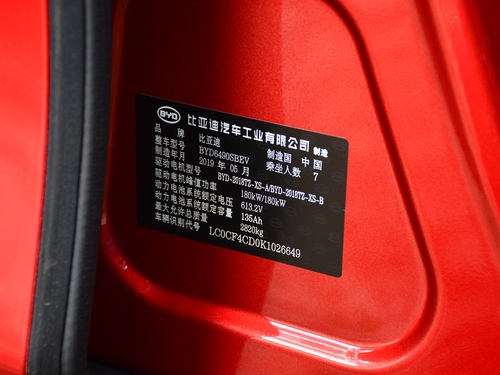 BYD 比亚迪汽车工业有限公司 制造
品牌 比亚迪 制造国 中国
整车型号 BYD6490SBEV 乘坐人数 7
制造年月 2019 年 05 月
驱动电机型号 BYD-2018TZ-XS-A/BYD-2018TZ-XS-B
驱动电机峰值功率 180kW/180kW
动力电池系统额定电压 613.2V
动力电池系统额定容量 135Ah
最大允许总质量 2820kg
车辆识别代号 LC0CF4CD0K1026649